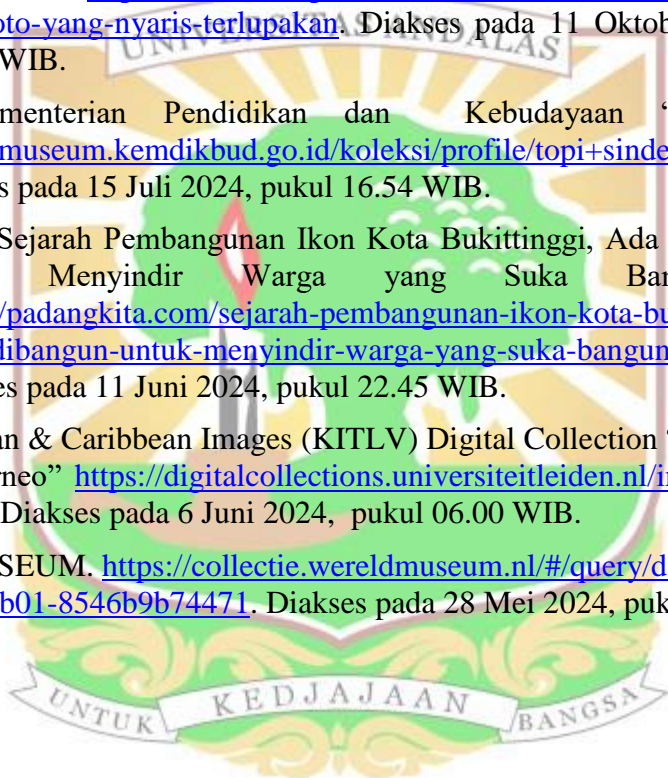 oto-yang-nyaris-terlupakan. Diakses pada 11 Oktob
UNIVERSITAS ANDALAS
WIB.
ementerian Pendidikan dan Kebudayaan “
museum.kemdikbud.go.id/koleksi/profile/topi+sinde
s pada 15 Juli 2024, pukul 16.54 WIB.
Sejarah Pembangunan Ikon Kota Bukittinggi, Ada
Menyindir Warga yang Suka Ban
/padangkita.com/sejarah-pembangunan-ikon-kota-bu
dibangun-untuk-menyindir-warga-yang-suka-bangun
es pada 11 Juni 2024, pukul 22.45 WIB.
an & Caribbean Images (KITLV) Digital Collection “
rneo” https://digitalcollections.universiteitleiden.nl/i
Diakses pada 6 Juni 2024, pukul 06.00 WIB.
SEUM. https://collectie.wereldmuseum.nl/#/query/d
b01-8546b9b74471. Diakses pada 28 Mei 2024, puk
UNTUK KEDJAJAAN BANGSA